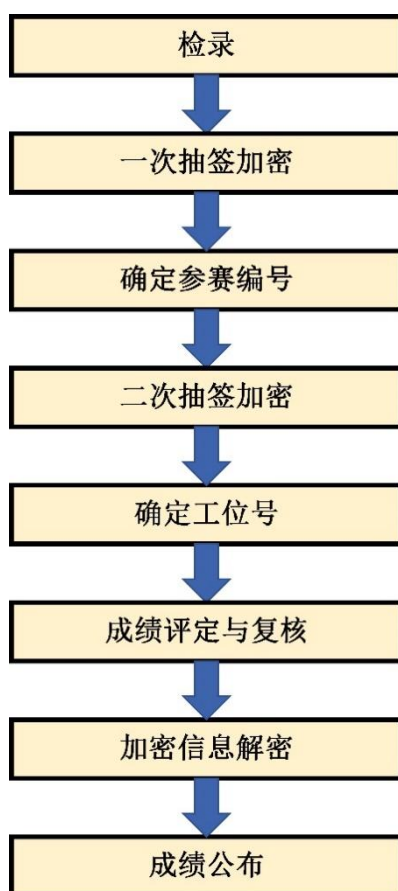 检录
一次抽签加密
确定参赛编号
二次抽签加密
确定工位号
成绩评定与复核
加密信息解密
成绩公布